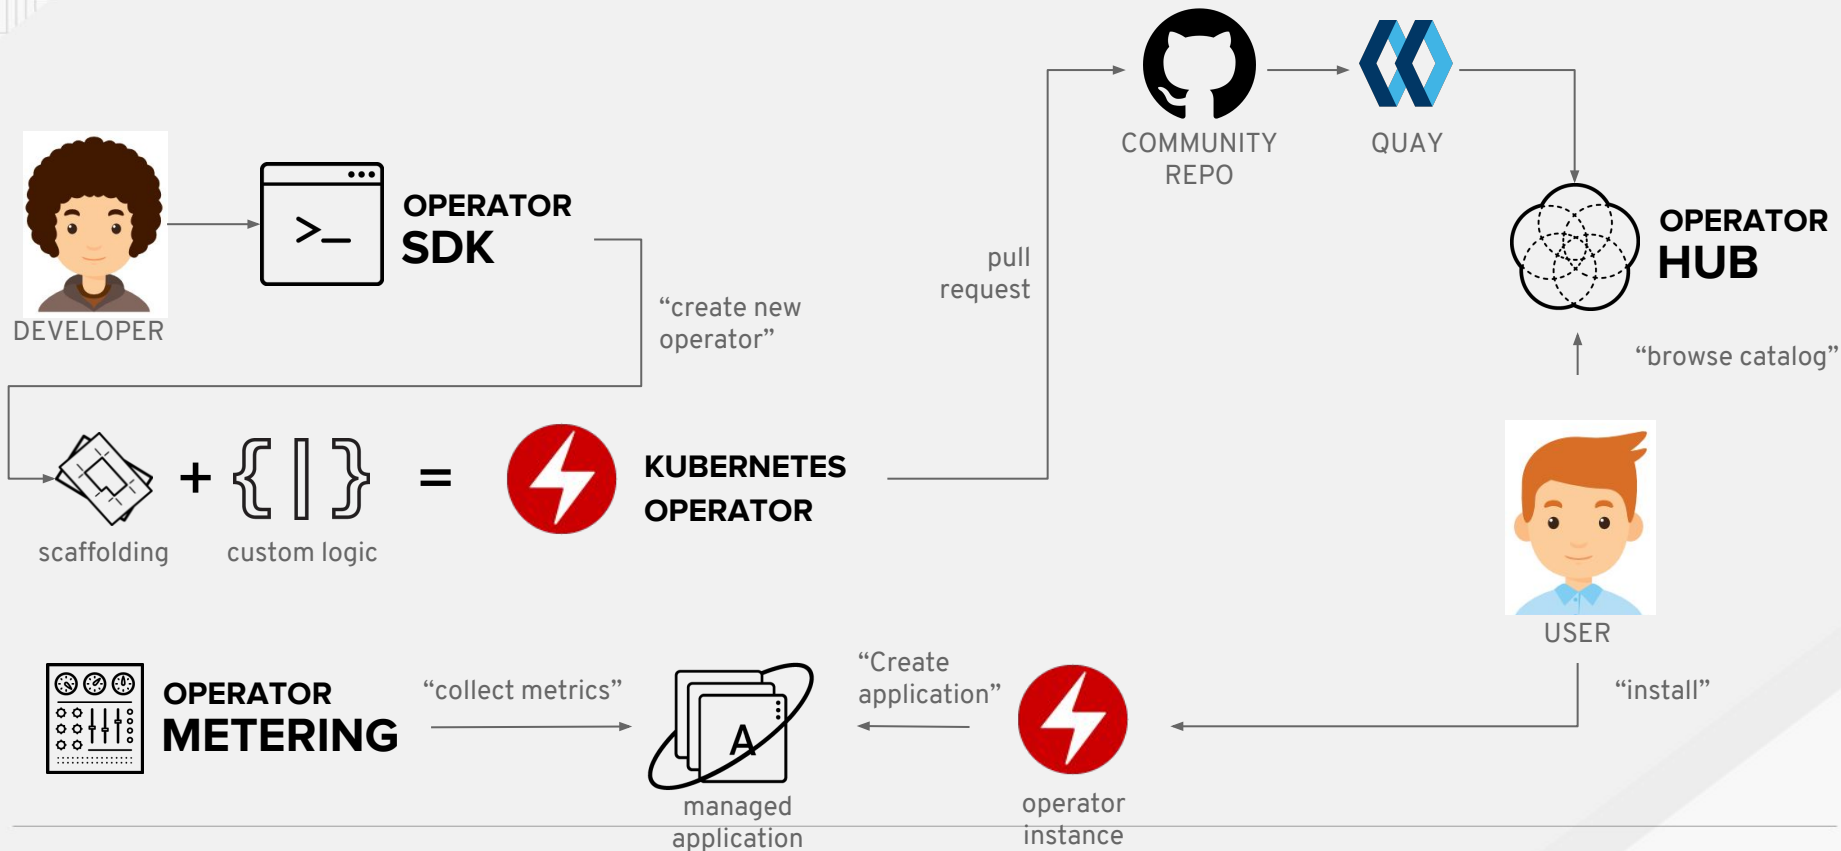 COMMUNITY
REPO
QUAY
DEVELOPER
>_
OPERATOR
SDK
“create new
operator”
pull
request
OPERATOR
HUB
“browse catalog”
scaffolding
+
{|}
custom logic
=
KUBERNETES
OPERATOR
USER
“install”
OPERATOR
METERING
“collect metrics”
A
managed
application
“Create
application”
operator
instance